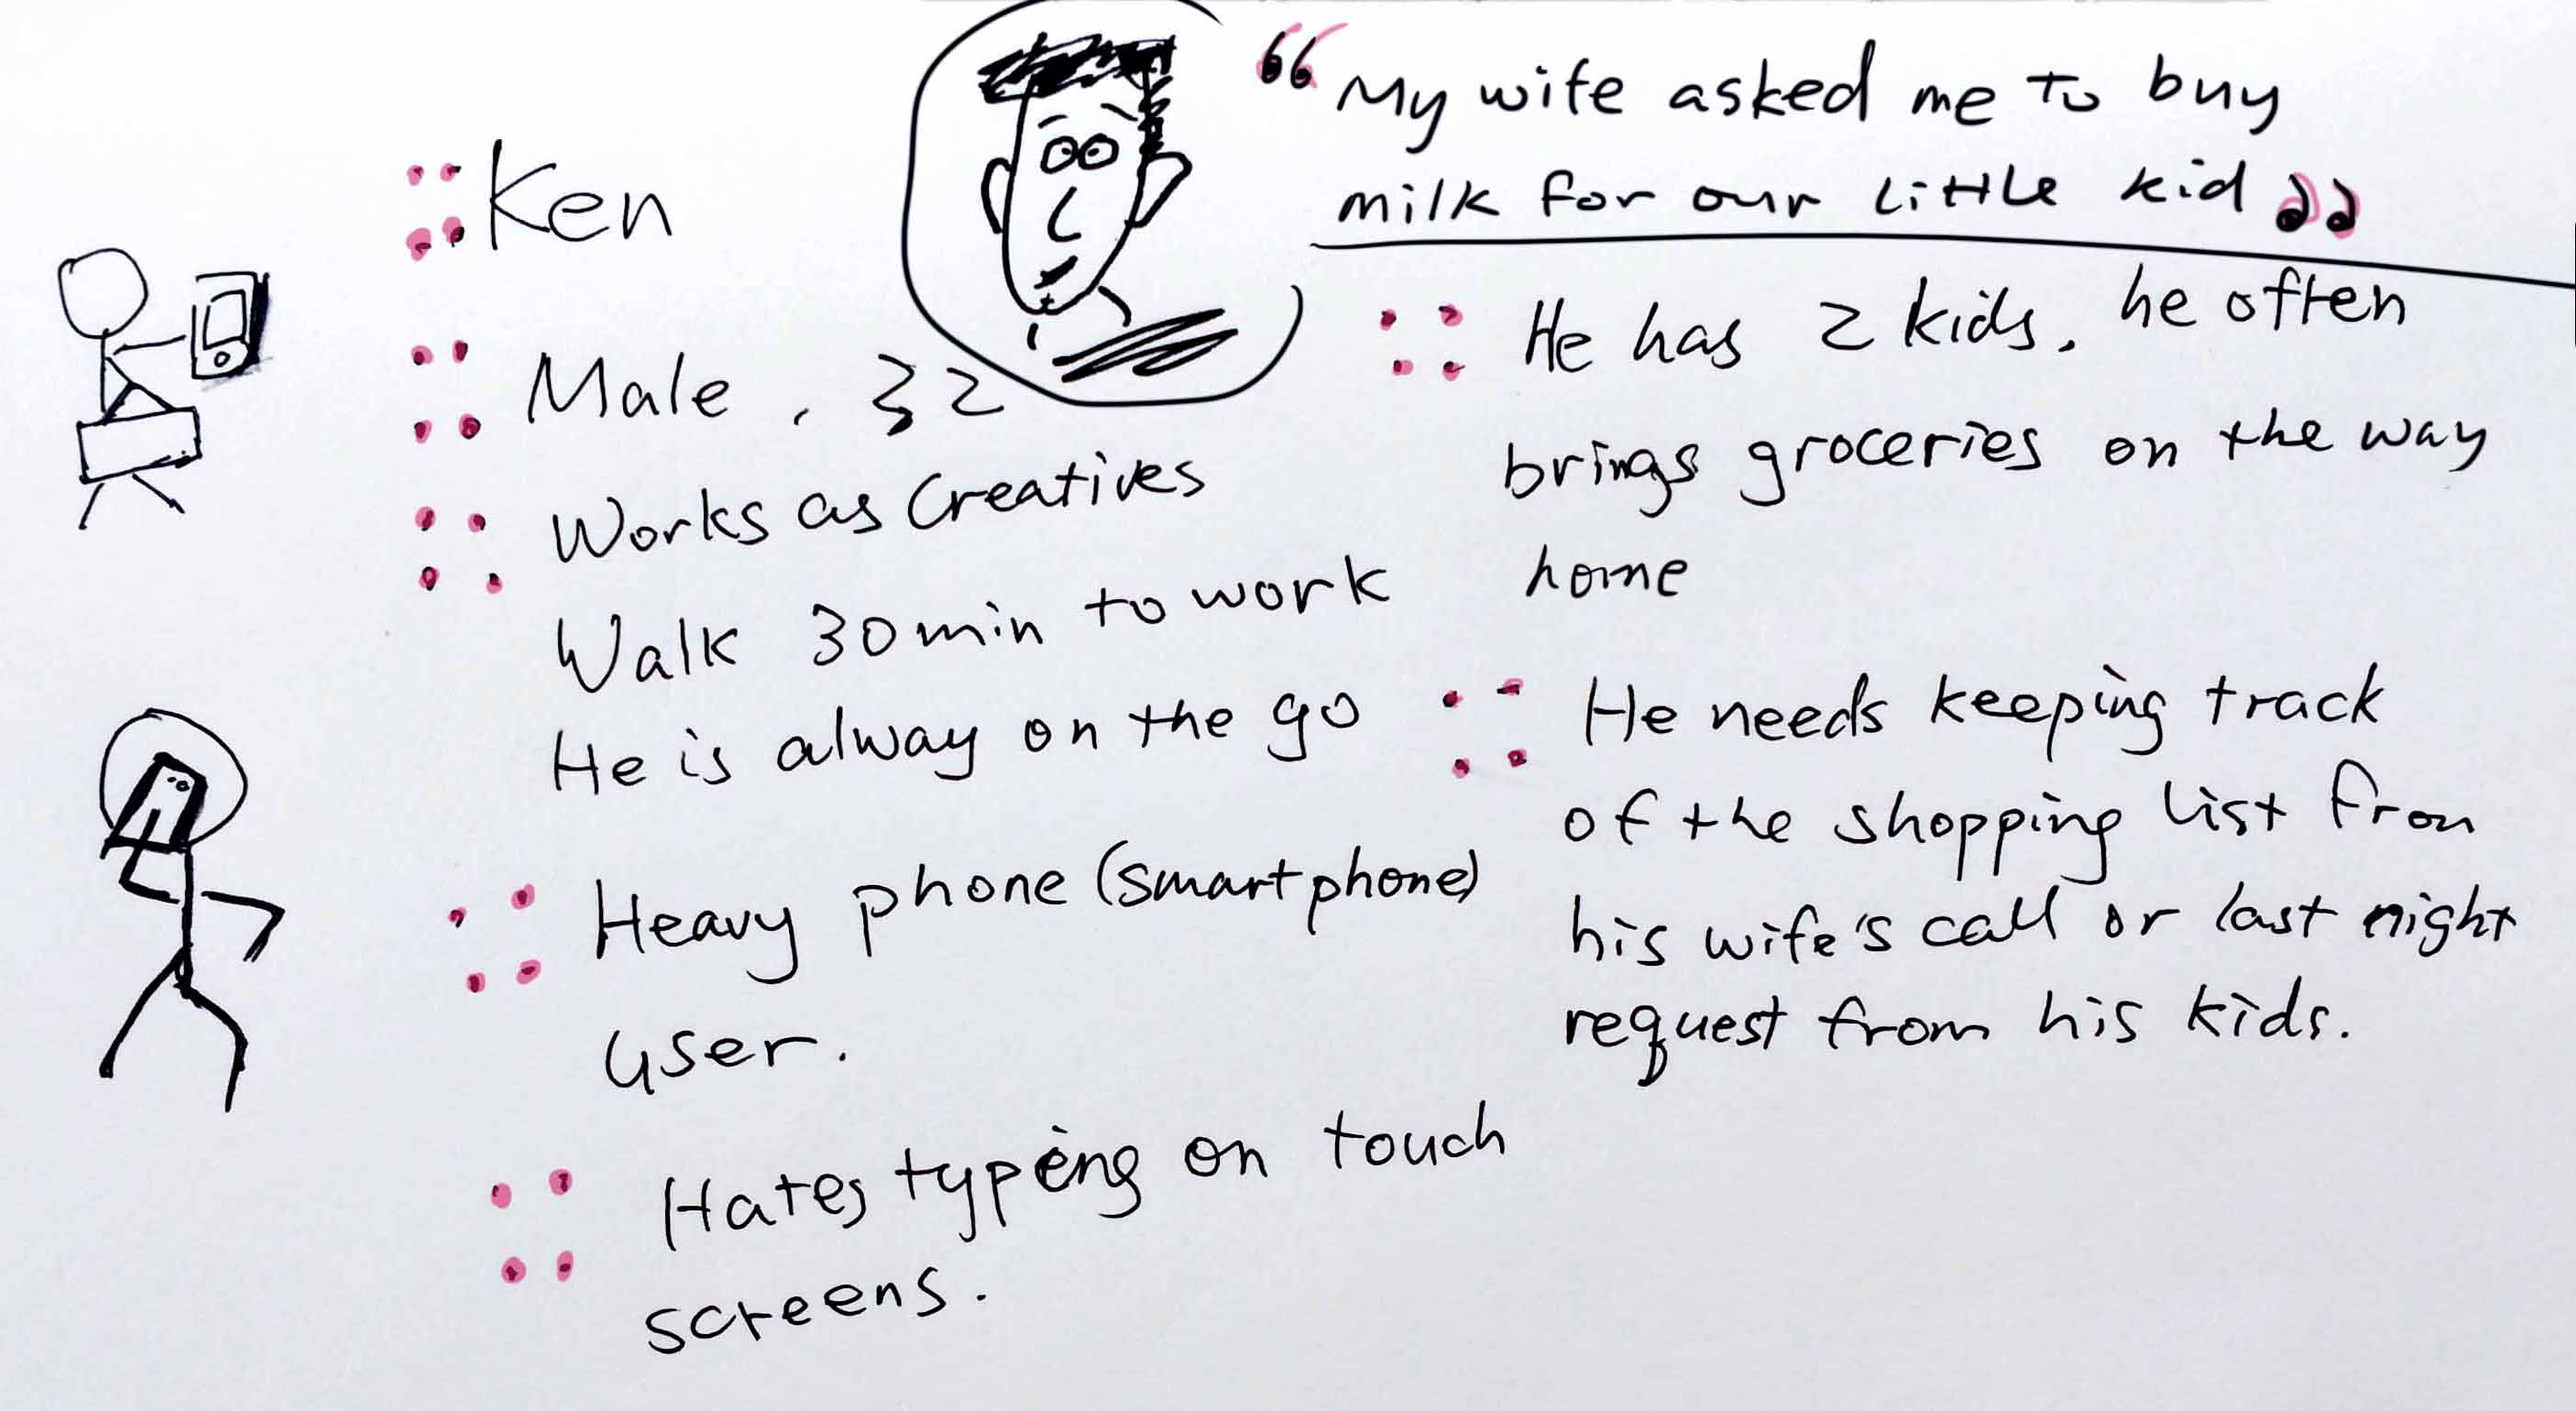 Ken
Male, 32
Works as Creatives
Walk 30min to work
He is alway on the go
Heavy phone (smartphone)
user.
Hates typing on touch
screens.
“My wife asked me to buy
milk for our little kid”
He has 2 kids, he often
brings groceries on the way
home
He needs keeping track
of the shopping list from
his wife's call or last night
request from his kids.